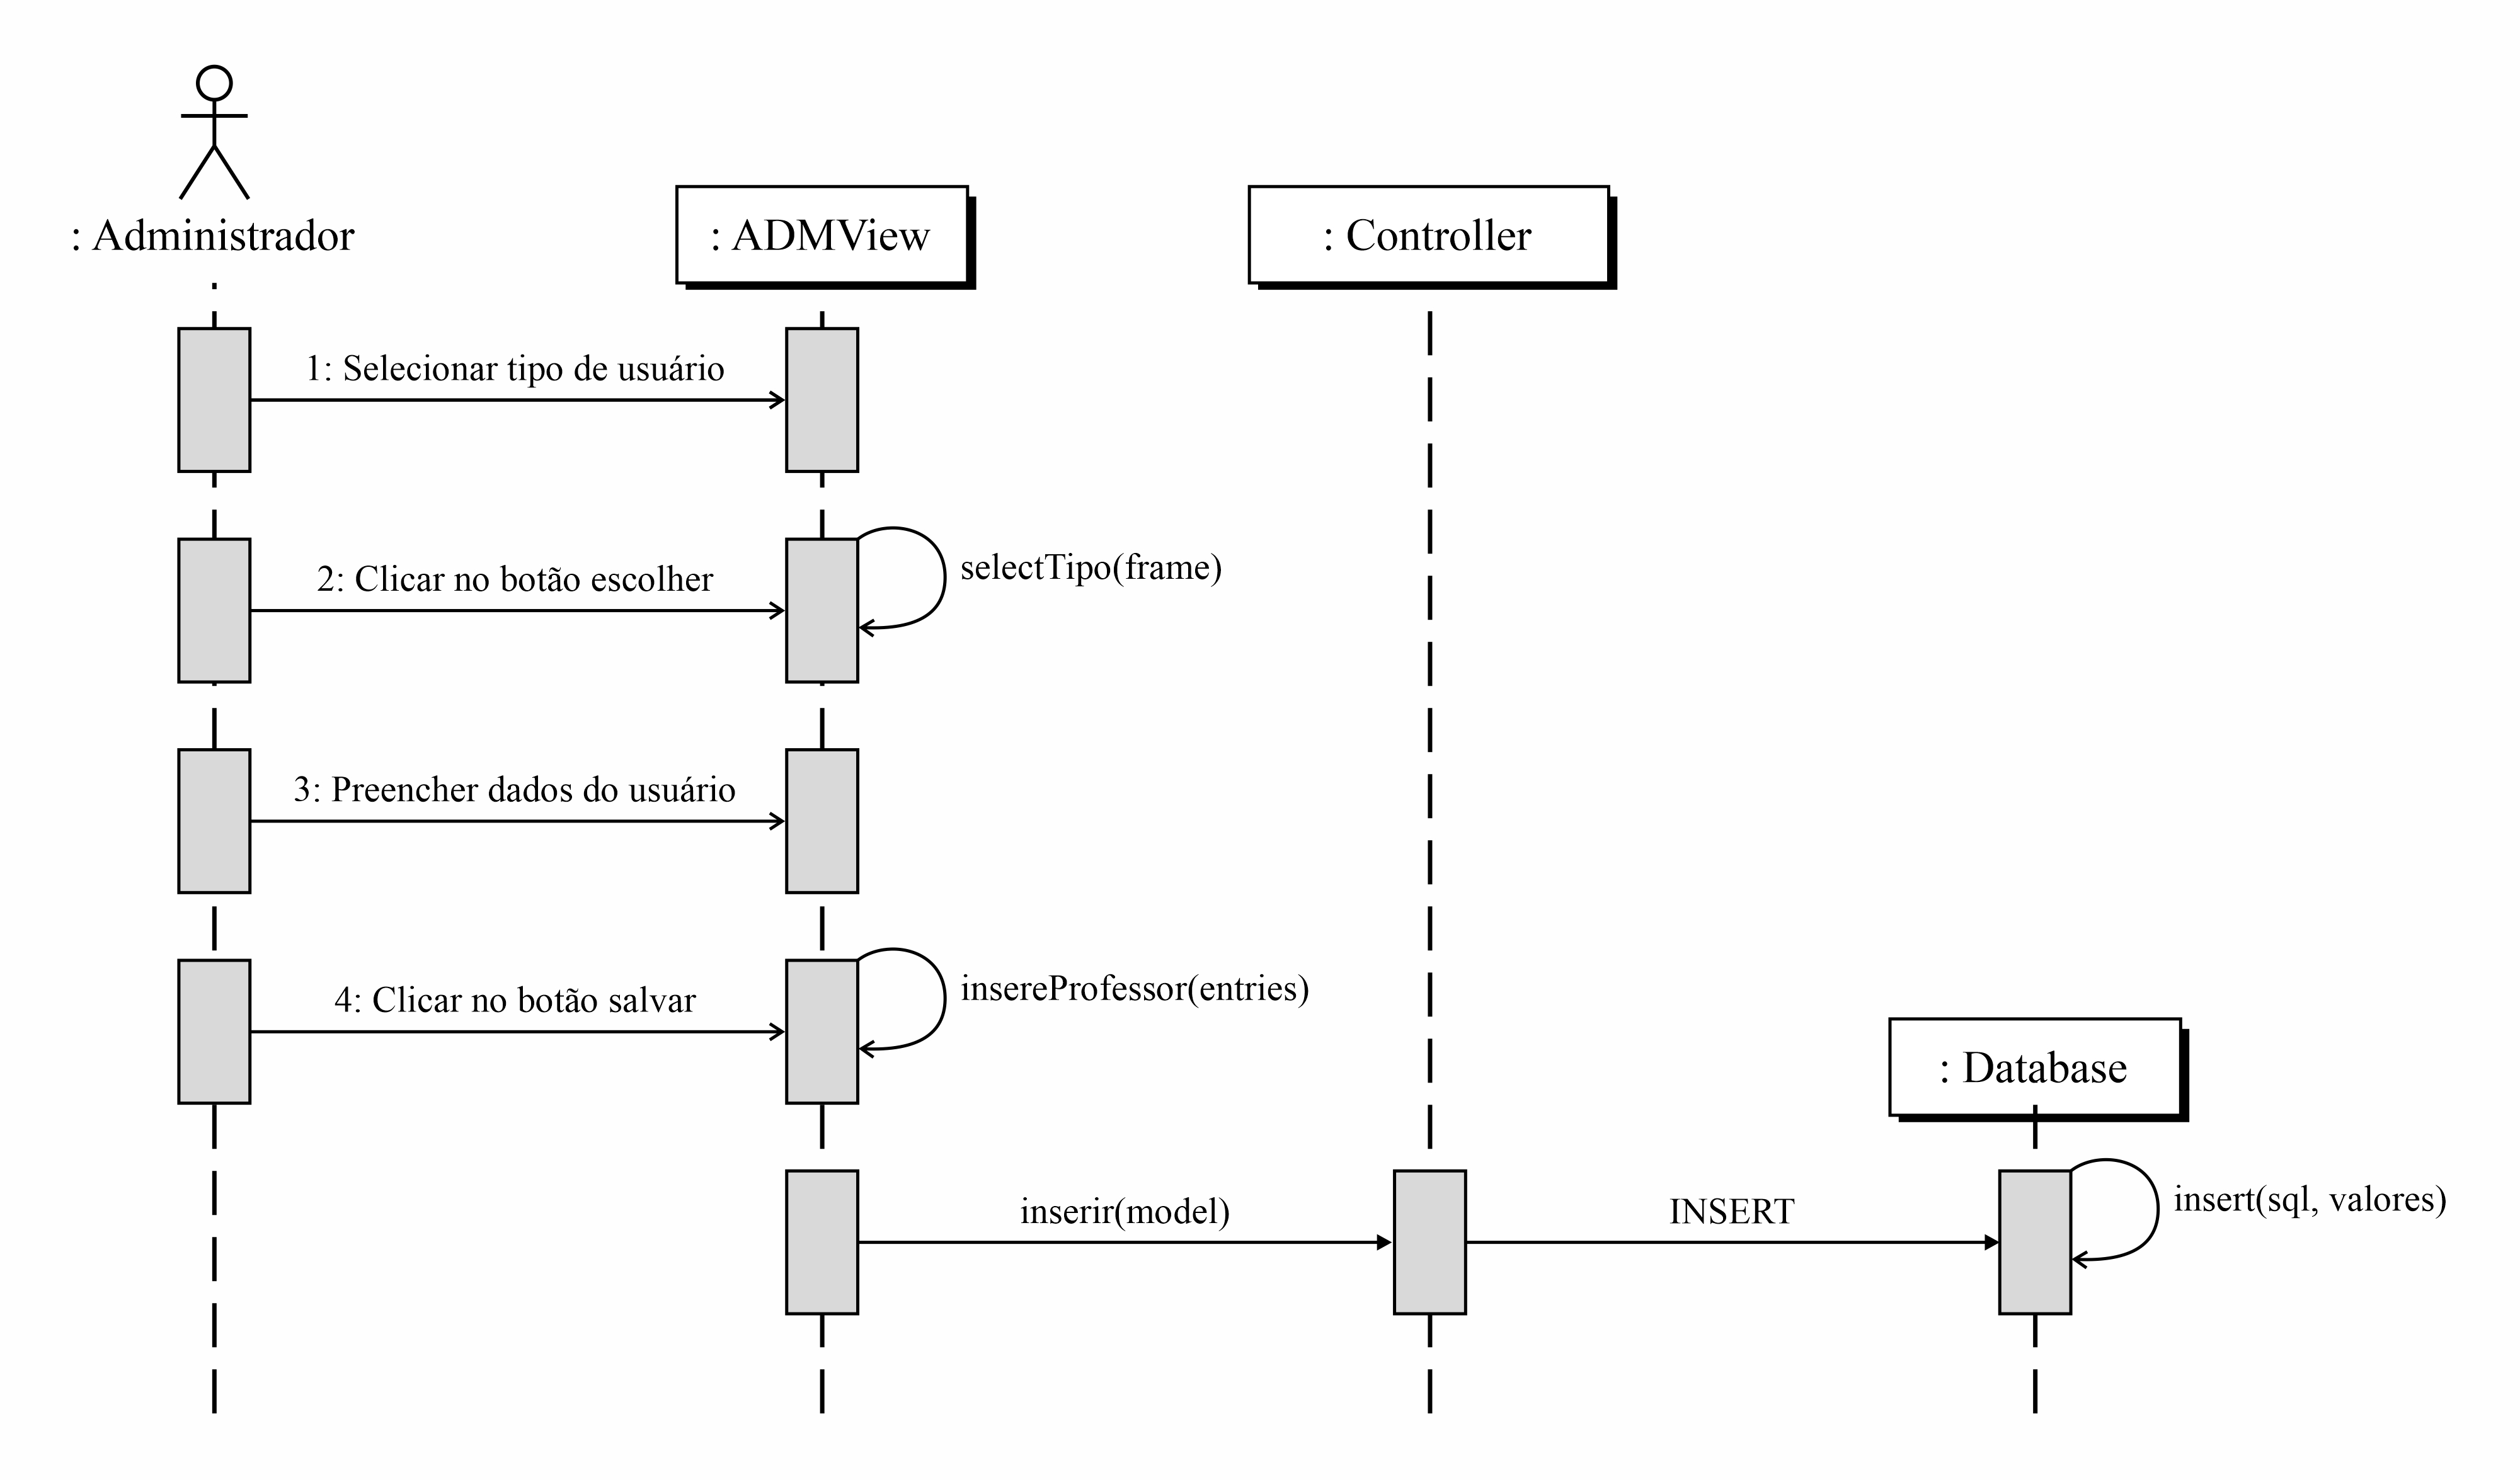 : Administrador
: ADMView
: Controller
1: Selecionar tipo de usuário
2: Clicar no botão escolher
selectTipo(frame)
3: Preencher dados do usuário
4: Clicar no botão salvar
insereProfessor(entries)
: Database
inserir(model)
INSERT
insert(sql, valores)